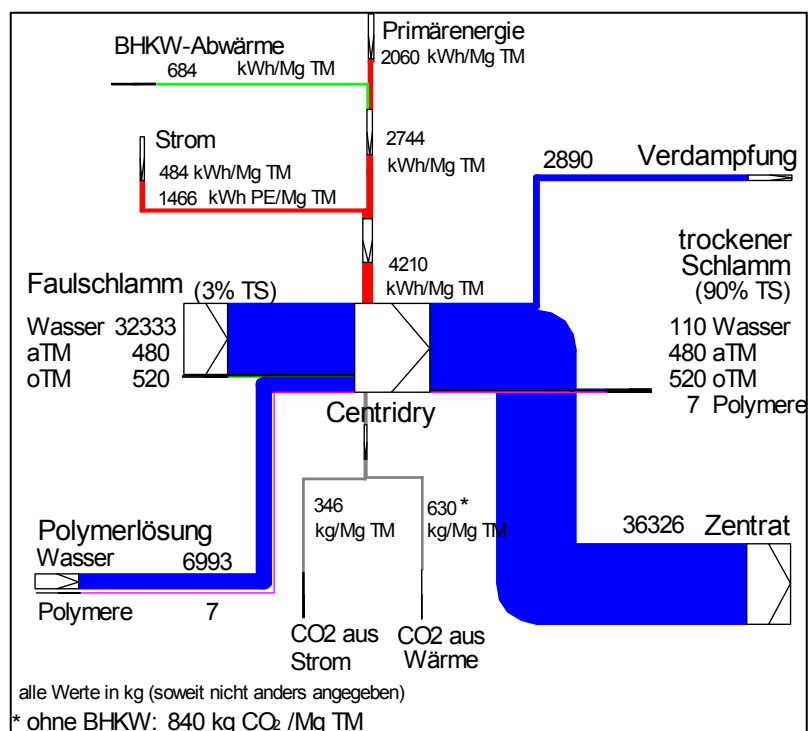 Primärenergie
2060 kWh/Mg TM
BHKW-Abwärme
684 kWh/Mg TM
Strom
484 kWh/Mg TM
1466 kWh PE/Mg TM
2744
kWh/Mg TM
2890 Verdampfung
4210
kWh/Mg TM
Faulschlamm (3% TS)
Wasser 32333
aTM 480
oTM 520
trockener
Schlamm
(90% TS)
110 Wasser
480 aTM
520 oTM
7 Polymere
Centridry
346
kg/Mg TM
630 *
kg/Mg TM
Polymerlösung
Wasser 6993
Polymere 7
36326 Zentrat
CO2 aus
Strom
CO2 aus
Wärme
alle Werte in kg (soweit nicht anders angegeben)
* ohne BHKW: 840 kg CO2 /Mg TM